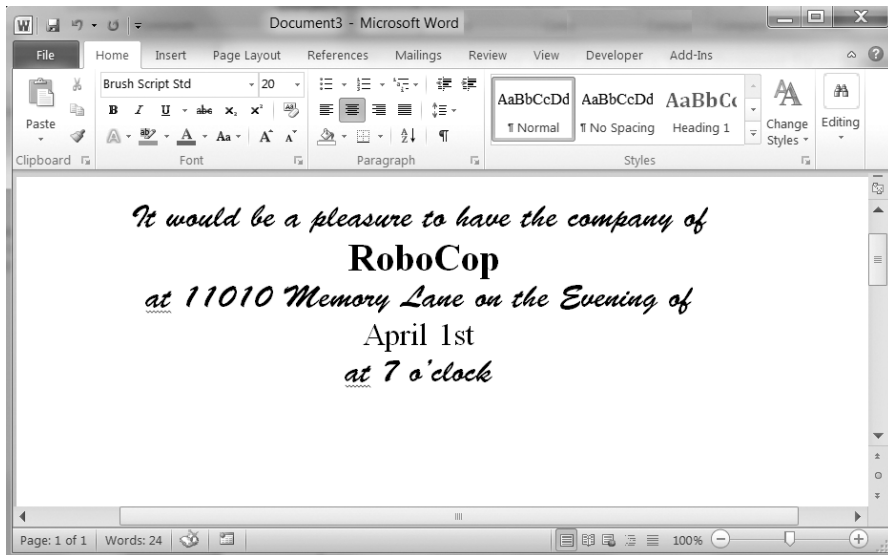 Document3 - Microsoft Word
File Home Insert Page Layout References Mailings Review View Developer Add-Ins
Brush Script Std 20
AaBbCcDd AaBbCcDd AaBbCc
Paste
B I U abc x₂ x²
¶ Normal ¶ No Spacing Heading 1 Change Styles Editing
Aa A A
Clipboard Font Paragraph Styles
It would be a pleasure to have the company of
RoboCop
at 11010 Memory Lane on the Evening of
April 1st
at 7 o'clock
Page: 1 of 1 Words: 24 100%